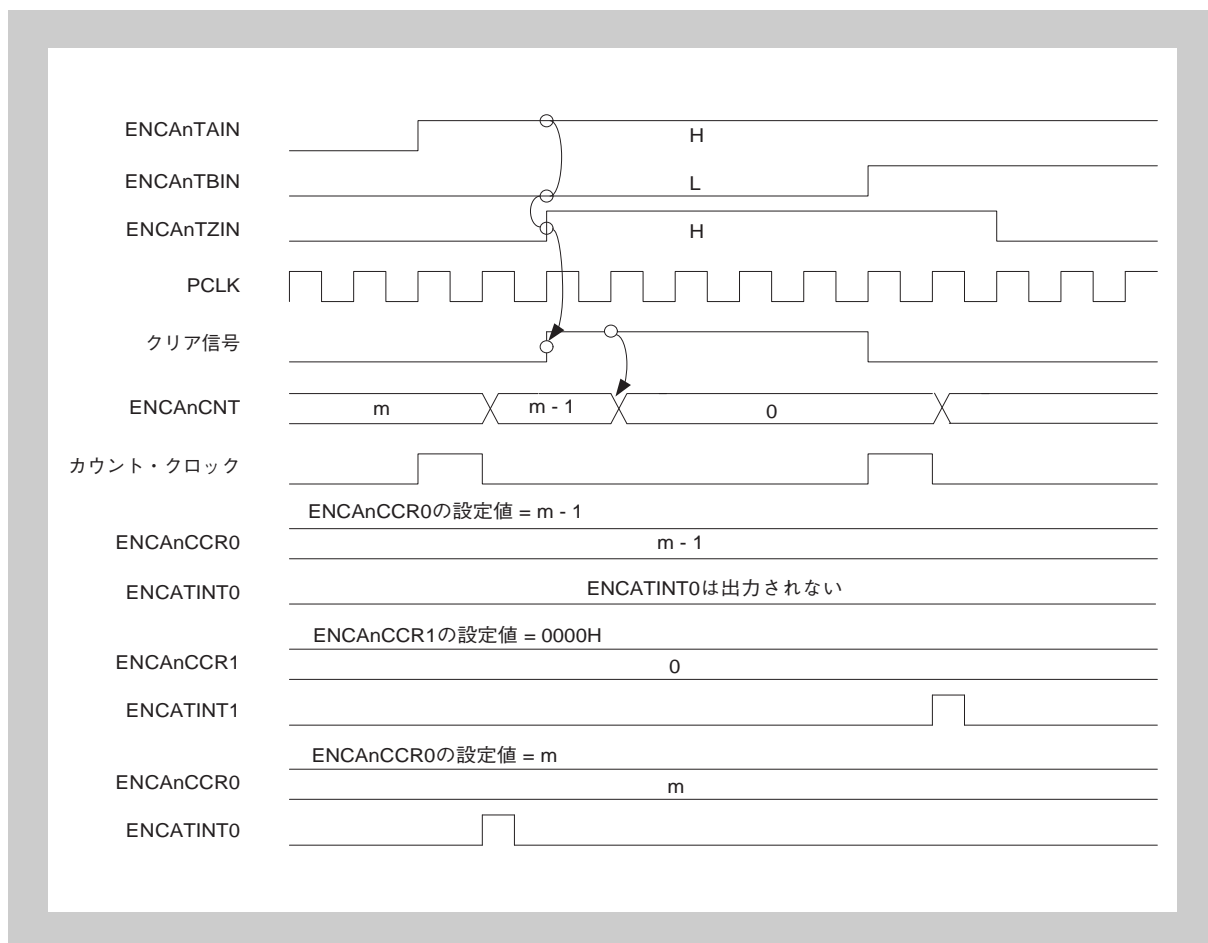 ENCAnTAIN
H
ENCAnTBIN
L
ENCAnTZIN
H
PCLK
クリア信号
ENCAnCNT
m
m - 1
0
カウント・クロック
ENCAnCCR0の設定値 = m - 1
ENCAnCCR0
m - 1
ENCATINT0
ENCATINT0は出力されない
ENCAnCCR1の設定値 = 0000H
ENCAnCCR1
0
ENCATINT1
ENCAnCCR0の設定値 = m
ENCAnCCR0
m
ENCATINT0